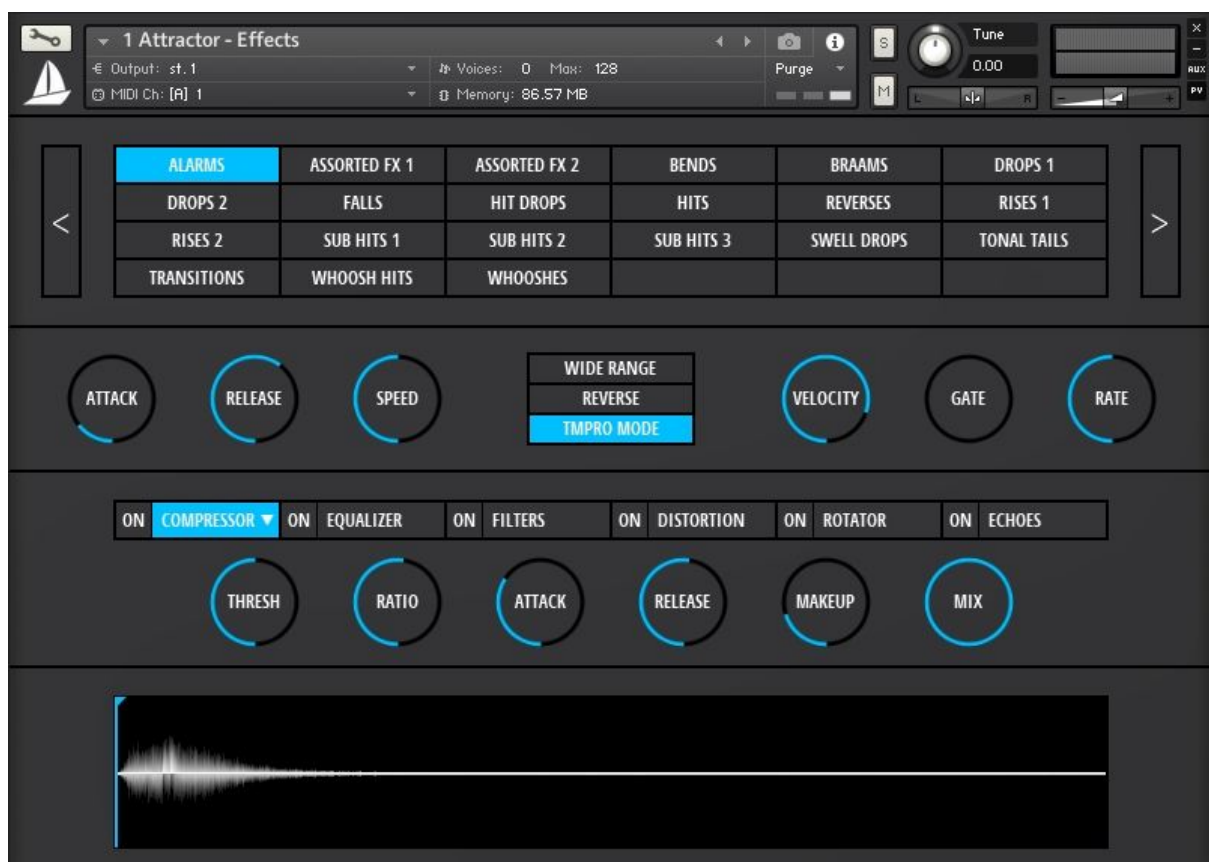 1 Attractor - Effects
Output: st.1
Voices: 0 Max: 128
Purge
MIDI Ch: [A] 1
Memory: 86.57 MB
S
M
Tune
0.00
L R
- +
×
–
AUX
PV
<
>
ALARMS ASSORTED FX 1 ASSORTED FX 2 BENDS BRAAMS DROPS 1
DROPS 2 FALLS HIT DROPS HITS REVERSES RISES 1
RISES 2 SUB HITS 1 SUB HITS 2 SUB HITS 3 SWELL DROPS TONAL TAILS
TRANSITIONS WHOOSH HITS WHOOSHES
ATTACK RELEASE SPEED
WIDE RANGE
REVERSE
TMPRO MODE
VELOCITY GATE RATE
ON COMPRESSOR ▼ ON EQUALIZER ON FILTERS ON DISTORTION ON ROTATOR ON ECHOES
THRESH RATIO ATTACK RELEASE MAKEUP MIX